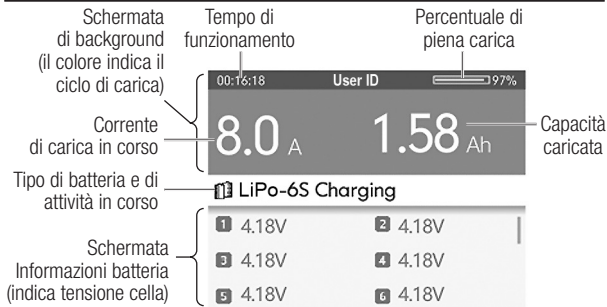 Schermata
di background
(il colore indica il
ciclo di carica)
Tempo di
funzionamento
Percentuale di
piena carica
00:16:18 User ID 97%
Corrente
di carica in corso
8.0 A 1.58 Ah
Capacità
caricata
Tipo di batteria e di
attività in corso
LiPo-6S Charging
Schermata
Informazioni batteria
(indica tensione cella)
1 4.18V 2 4.18V
3 4.18V 4 4.18V
5 4.18V 6 4.18V